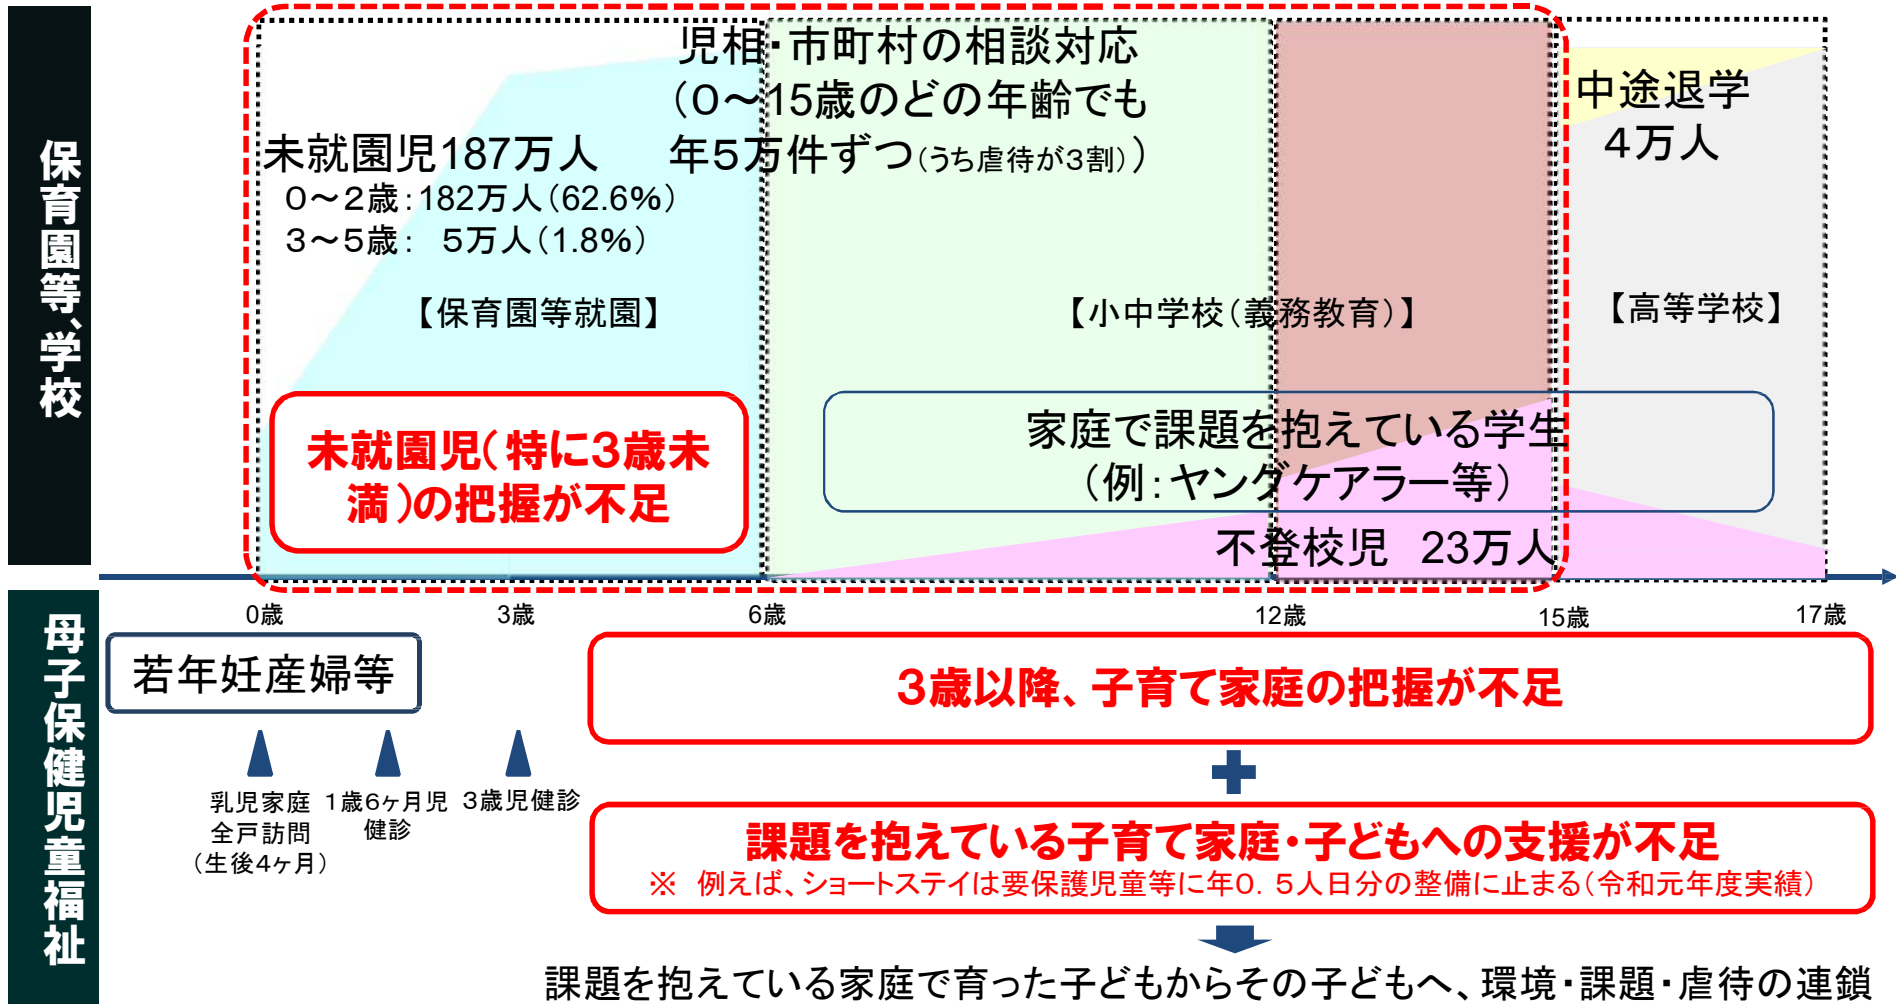 保育園等、学校
児相・市町村の相談対応
（０～15歳のどの年齢でも
年５万件ずつ（うち虐待が３割））
未就園児187万人
０～２歳：182万人（62.6%）
３～５歳：　５万人（1.8%）
中途退学
４万人
【保育園等就園】
【小中学校（義務教育）】
【高等学校】
未就園児（特に３歳未
満）の把握が不足
家庭で課題を抱えている学生
（例：ヤングケアラー等）
不登校児　23万人
0歳
3歳
6歳
12歳
15歳
17歳
母子保健児童福祉
若年妊産婦等
乳児家庭
全戸訪問
（生後４ヶ月）
１歳６ヶ月児
健診
３歳児健診
３歳以降、子育て家庭の把握が不足
課題を抱えている子育て家庭・子どもへの支援が不足
※　例えば、ショートステイは要保護児童等に年０．５人日分の整備に止まる（令和元年度実績）
課題を抱えている家庭で育った子どもからその子どもへ、環境・課題・虐待の連鎖